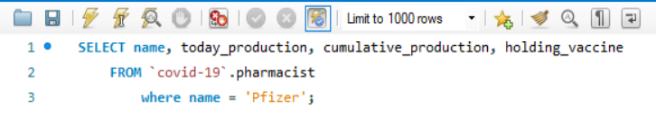 Limit to 1000 rows
1 SELECT name, today_production, cumulative_production, holding_vaccine
2 FROM `covid-19`.pharmacist
3 where name = 'Pfizer';